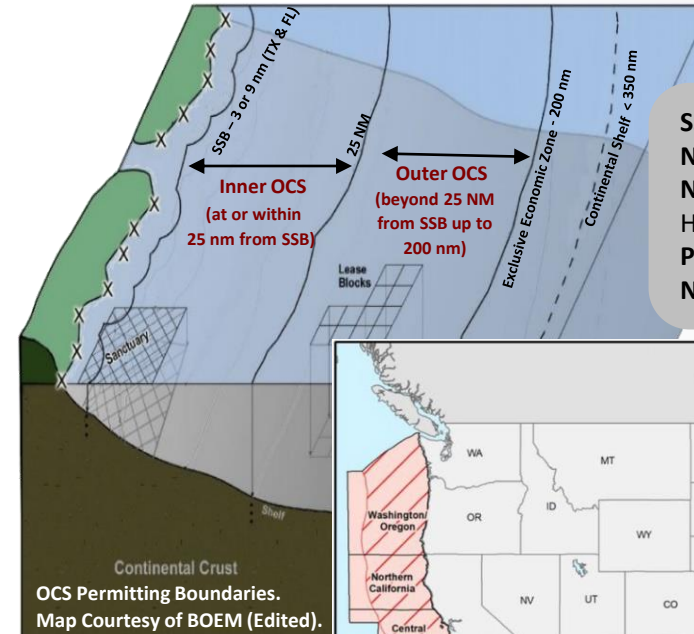 SSB – 3 or 9 nm (TX & FL)
25 NM
Exclusive Economic Zone - 200 nm
Continental Shelf < 350 nm
Inner OCS
(at or within
25 nm from SSB)
Outer OCS
(beyond 25 NM
from SSB up to
200 nm)
Lease
Blocks
Sanctuary
Shelf
Continental Crust
OCS Permitting Boundaries.
Map Courtesy of BOEM (Edited).
WA
MT
OR
ID
WY
NV
UT
CO
Washington/
Oregon
Northern
California
Central